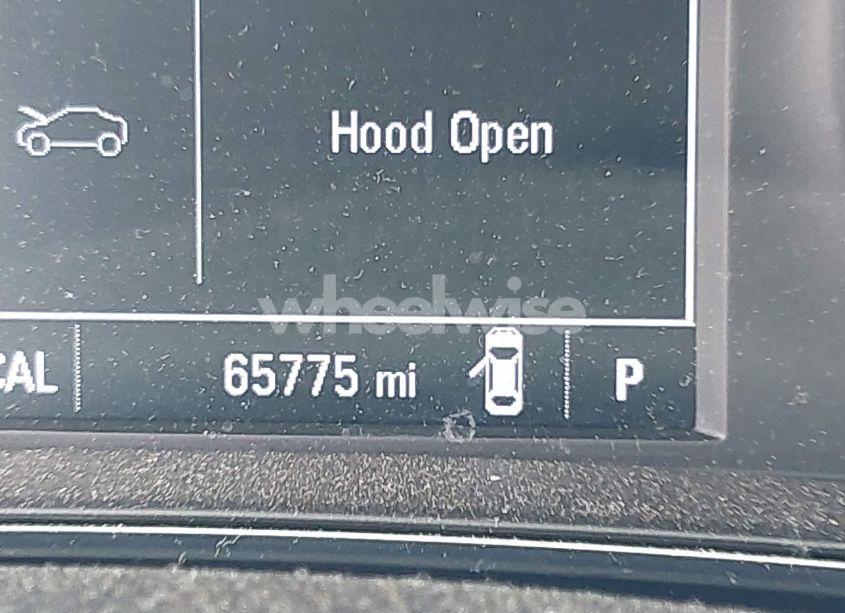 Hood Open
wheelwise
CAL
65775 mi
P